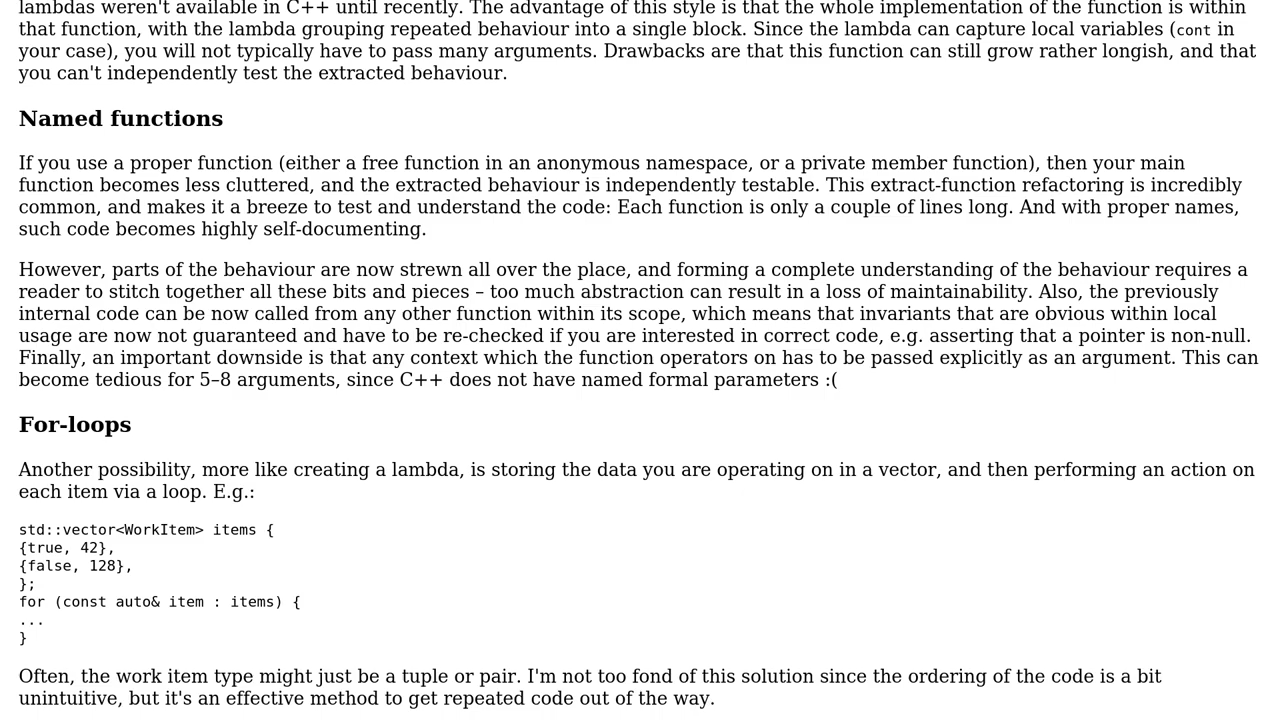 lambdas weren't available in C++ until recently. The advantage of this style is that the whole implementation of the function is within
that function, with the lambda grouping repeated behaviour into a single block. Since the lambda can capture local variables (cont in
your case), you will not typically have to pass many arguments. Drawbacks are that this function can still grow rather longish, and that
you can't independently test the extracted behaviour.
Named functions
If you use a proper function (either a free function in an anonymous namespace, or a private member function), then your main
function becomes less cluttered, and the extracted behaviour is independently testable. This extract-function refactoring is incredibly
common, and makes it a breeze to test and understand the code: Each function is only a couple of lines long. And with proper names,
such code becomes highly self-documenting.
However, parts of the behaviour are now strewn all over the place, and forming a complete understanding of the behaviour requires a
reader to stitch together all these bits and pieces – too much abstraction can result in a loss of maintainability. Also, the previously
internal code can be now called from any other function within its scope, which means that invariants that are obvious within local
usage are now not guaranteed and have to be re-checked if you are interested in correct code, e.g. asserting that a pointer is non-null.
Finally, an important downside is that any context which the function operators on has to be passed explicitly as an argument. This can
become tedious for 5–8 arguments, since C++ does not have named formal parameters :(
For-loops
Another possibility, more like creating a lambda, is storing the data you are operating on in a vector, and then performing an action on
each item via a loop. E.g.:
std::vector<WorkItem> items {
{true, 42},
{false, 128},
};
for (const auto& item : items) {
...
}
Often, the work item type might just be a tuple or pair. I'm not too fond of this solution since the ordering of the code is a bit
unintuitive, but it's an effective method to get repeated code out of the way.